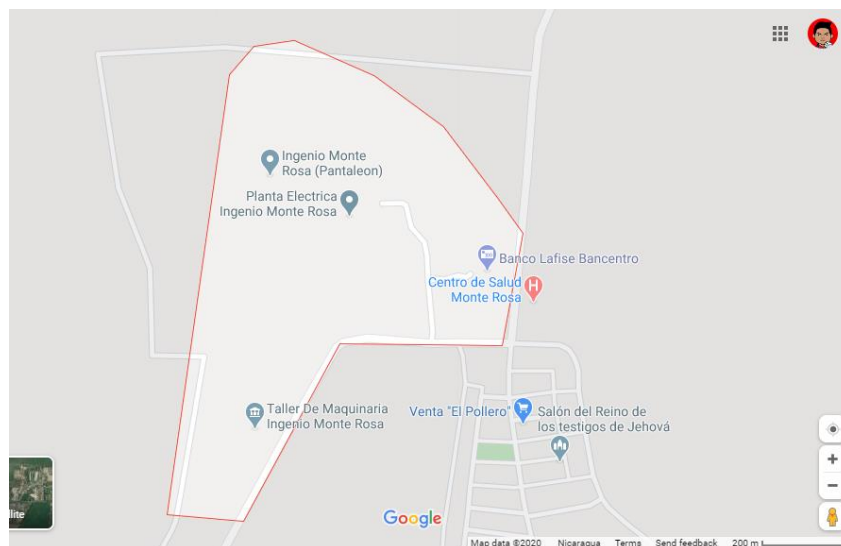 Ingenio Monte
Rosa (Pantaleon)
Planta Electrica
Ingenio Monte Rosa
Banco Lafise Bancentro
Centro de Salud
Monte Rosa
H
Taller De Maquinaria
Ingenio Monte Rosa
Venta "El Pollero"
Salón del Reino de
los testigos de Jehová
llite
Google
Map data ©2020 Nicaragua Terms Send feedback 200 m